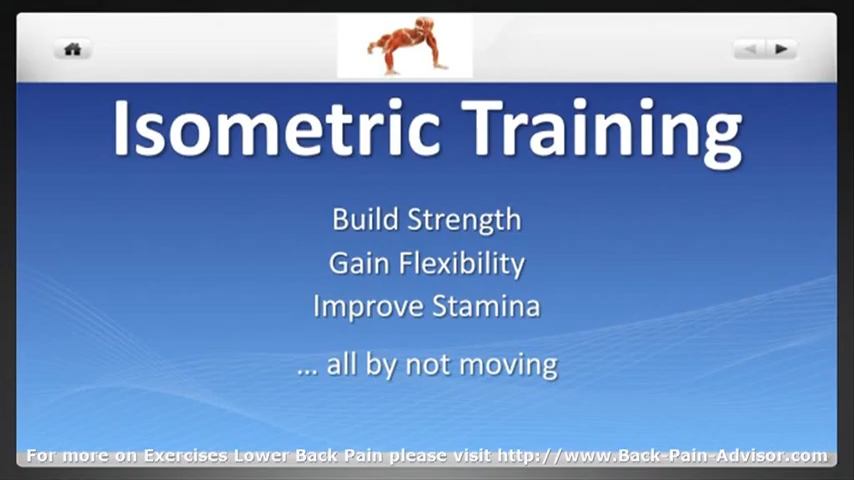 Isometric Training
Build Strength
Gain Flexibility
Improve Stamina
... all by not moving
For more on Exercises Lower Back Pain please visit http://www.Back-Pain-Advisor.com